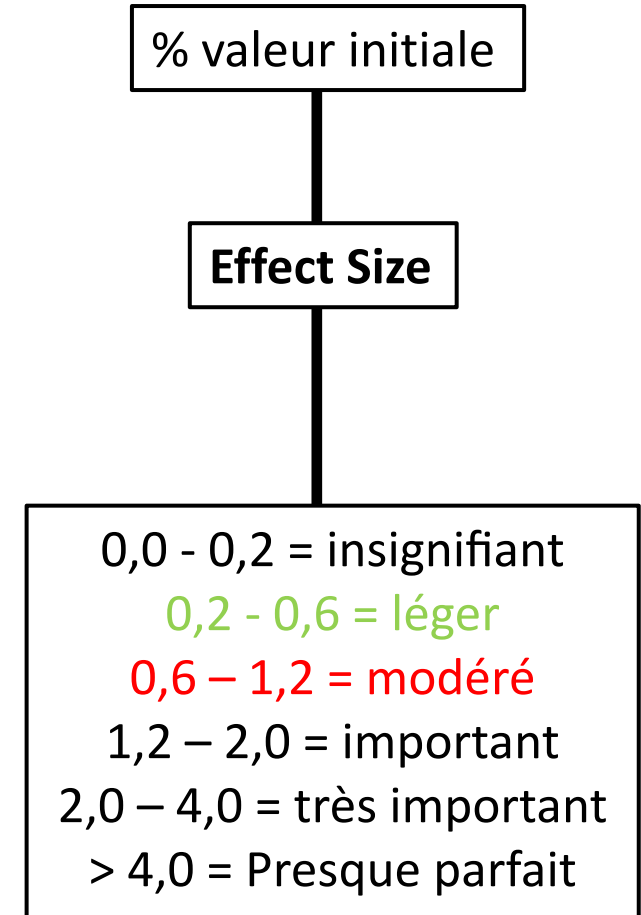 % valeur initiale
Effect Size
0,0 - 0,2 = insignifiant
0,2 - 0,6 = léger
0,6 – 1,2 = modéré
1,2 – 2,0 = important
2,0 – 4,0 = très important
> 4,0 = Presque parfait